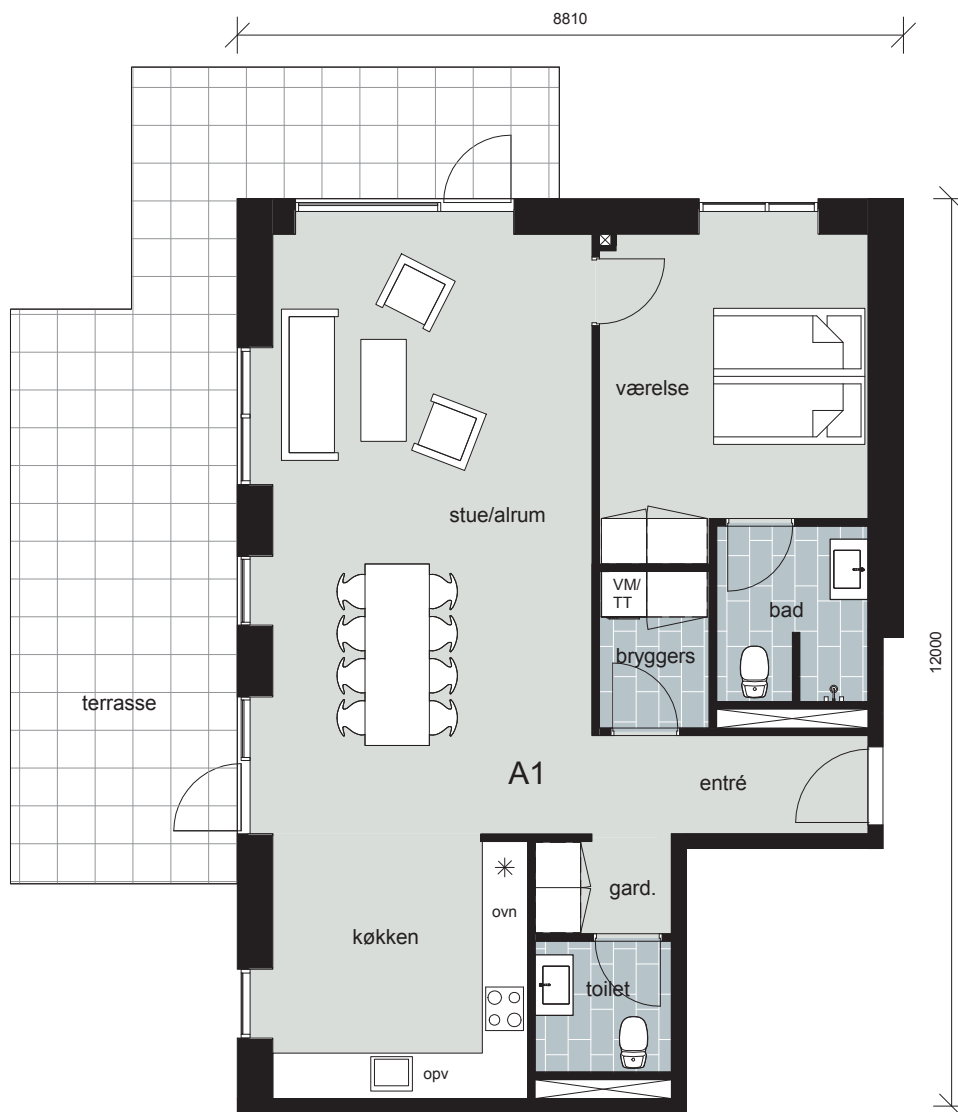 8810
værelse
stue/alrum
VM/
TT
bad
bryggers
12000
terrasse
A1
entré
gard.
ovn
køkken
toilet
opv